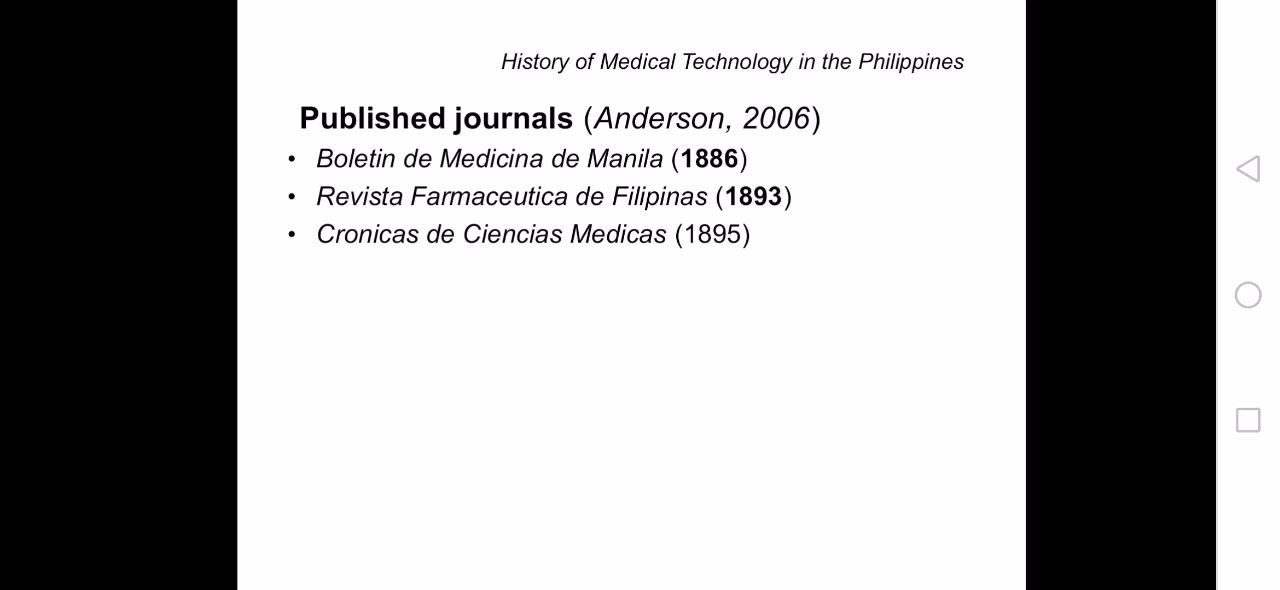 History of Medical Technology in the Philippines
Published journals (Anderson, 2006)
• Boletin de Medicina de Manila (1886)
• Revista Farmaceutica de Filipinas (1893)
• Cronicas de Ciencias Medicas (1895)